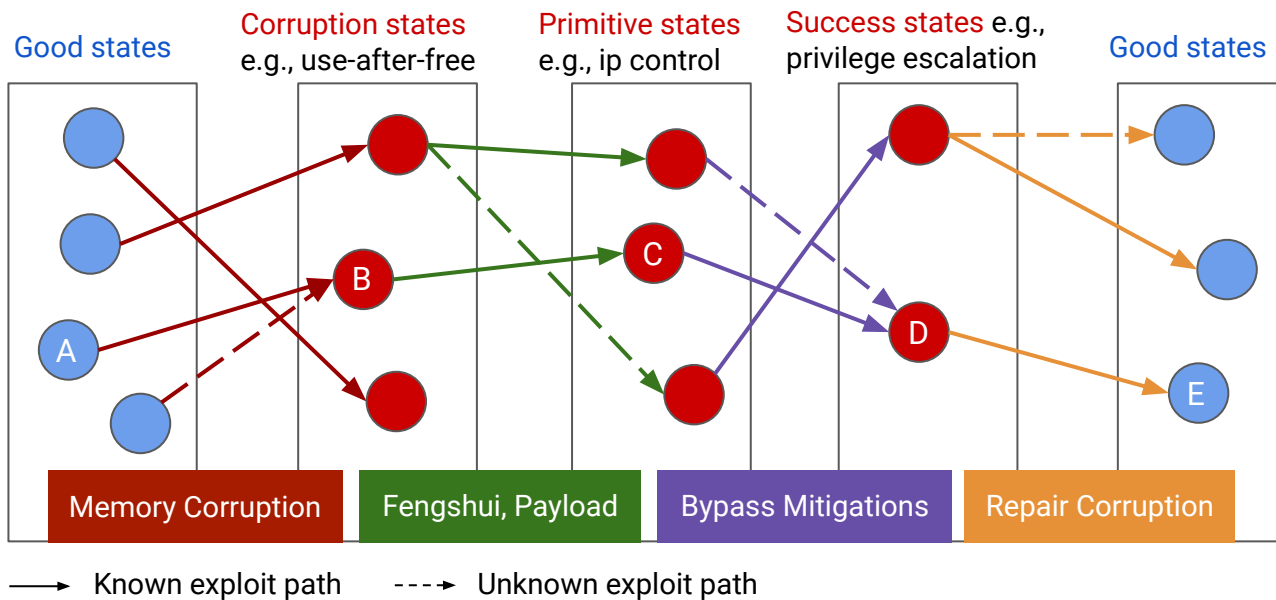 Good states
Corruption states
e.g., use-after-free
Primitive states
e.g., ip control
Success states e.g.,
privilege escalation
Good states
A
B
C
D
E
Memory Corruption
Fengshui, Payload
Bypass Mitigations
Repair Corruption
Known exploit path
Unknown exploit path